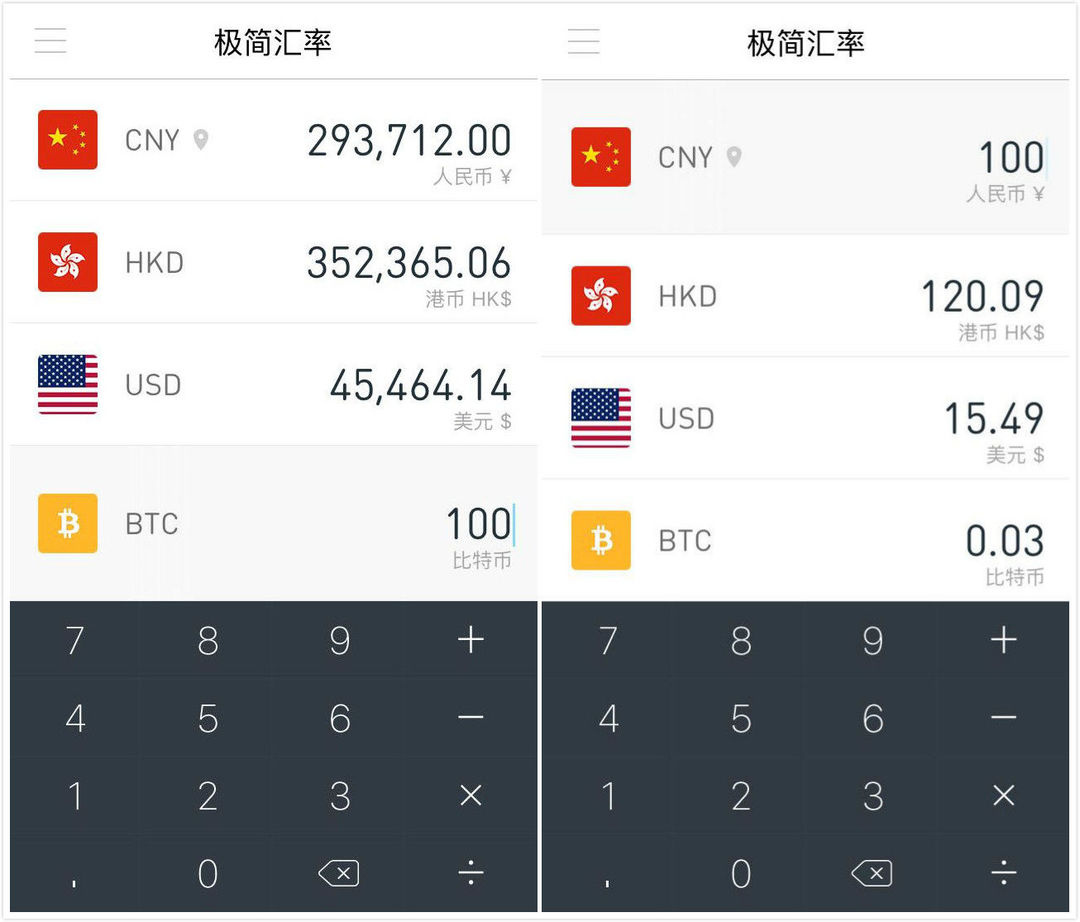 极简汇率
CNY 293,712.00
人民币 ¥
HKD 352,365.06
港币 HK$
USD 45,464.14
美元 $
BTC 100
比特币
7 8 9 +
4 5 6 −
1 2 3 ×
. 0 ÷
极简汇率
CNY 100
人民币 ¥
HKD 120.09
港币 HK$
USD 15.49
美元 $
BTC 0.03
比特币
7 8 9 +
4 5 6 −
1 2 3 ×
. 0 ÷